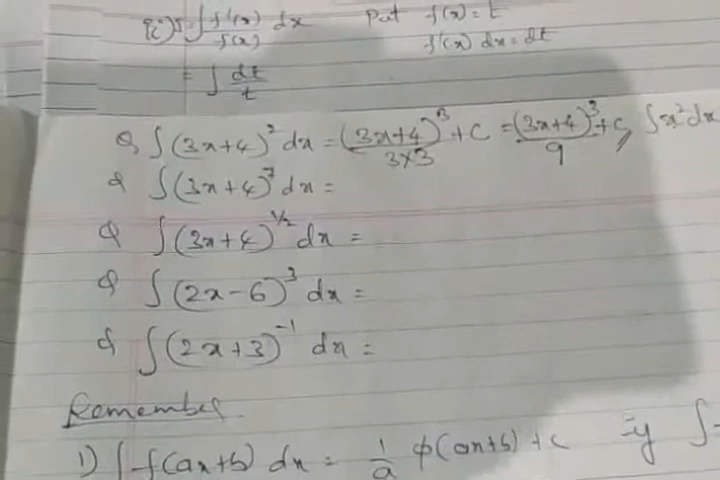 ∫ f'(x)/f(x) dx Put f(x) = t
f'(x) dx = dt
= ∫ dt/t
Q ∫(3x+4)² dx = (3x+4)³/3×3 + C = (3x+4)³/9 + C, ∫x² dx
Q ∫(3x+4)⁷ dx =
Q ∫(3x+4)^1/2 dx =
Q ∫(2x-6)³ dx =
Q ∫(2x+3)⁻¹ dx =
Remember.
1) ∫f(ax+b) dx = 1/a φ(ax+b) + C ∫